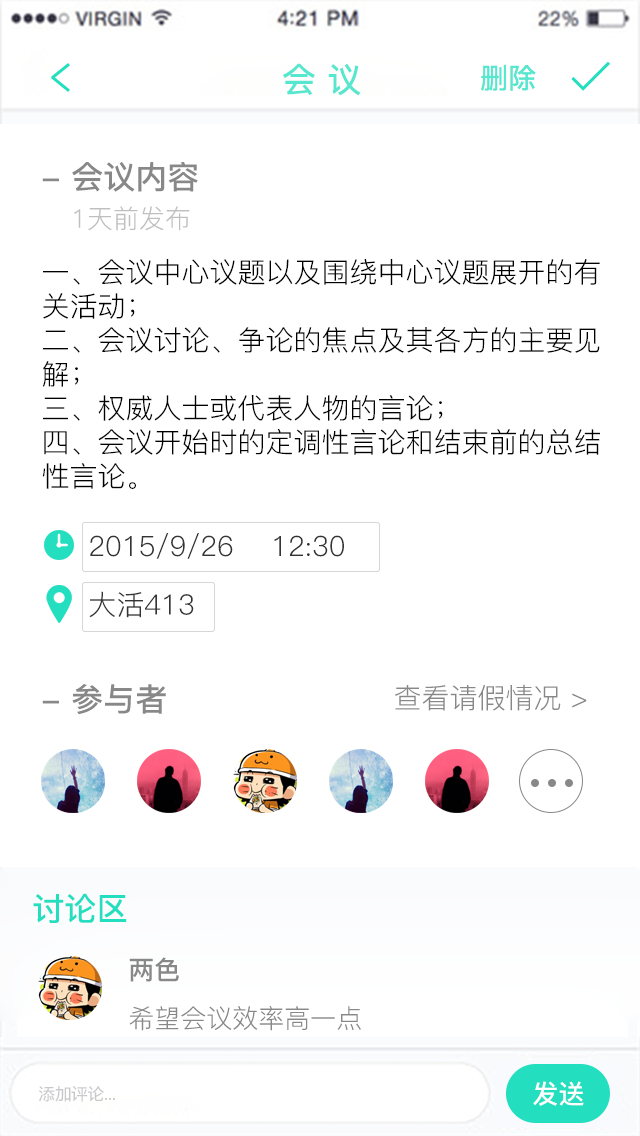 VIRGIN 4:21 PM 22%
会议 删除
– 会议内容
1天前发布
一、会议中心议题以及围绕中心议题展开的有
关活动；
二、会议讨论、争论的焦点及其各方的主要见
解；
三、权威人士或代表人物的言论；
四、会议开始时的定调性言论和结束前的总结
性言论。
2015/9/26 12:30
大活413
– 参与者 查看请假情况 >
讨论区
两色
希望会议效率高一点
添加评论... 发送